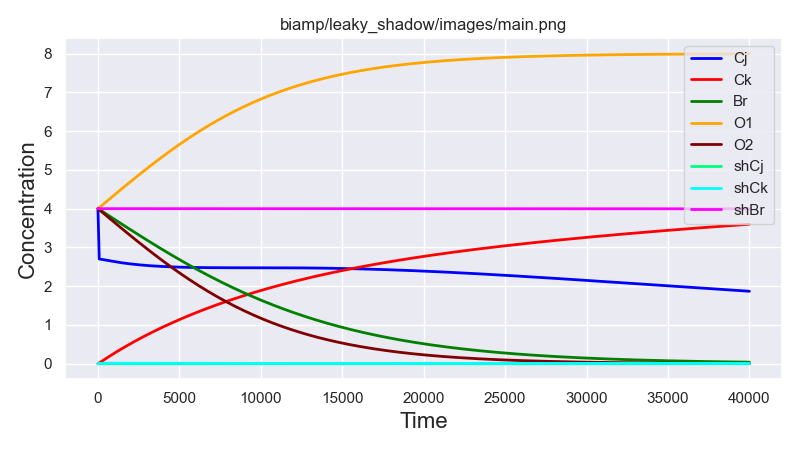 biamp/leaky_shadow/images/main.png
Concentration
8
7
6
5
4
3
2
1
0
Cj
Ck
Br
O1
O2
shCj
shCk
shBr
0 5000 10000 15000 20000 25000 30000 35000 40000
Time